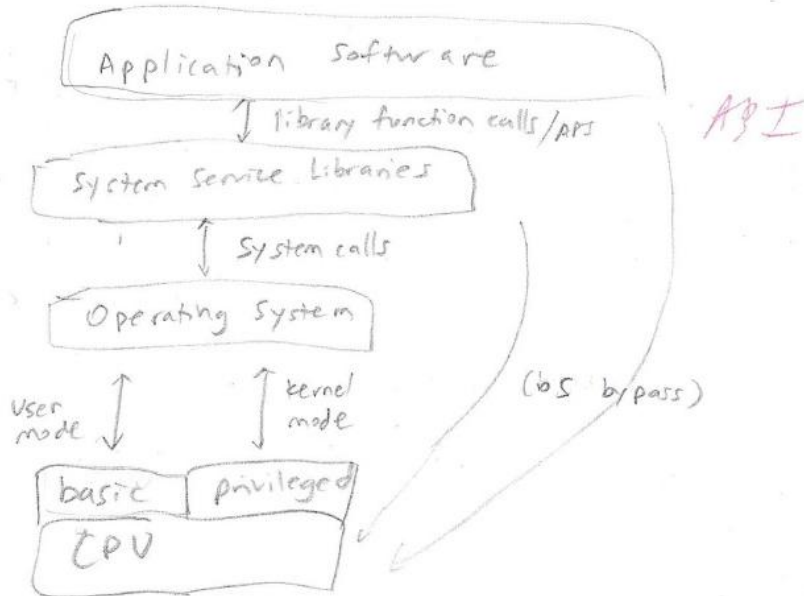 Application Software
library function calls/API
API
System Service Libraries
System calls
Operating System
user mode
kernel mode
(OS bypass)
basic
privileged
CPU